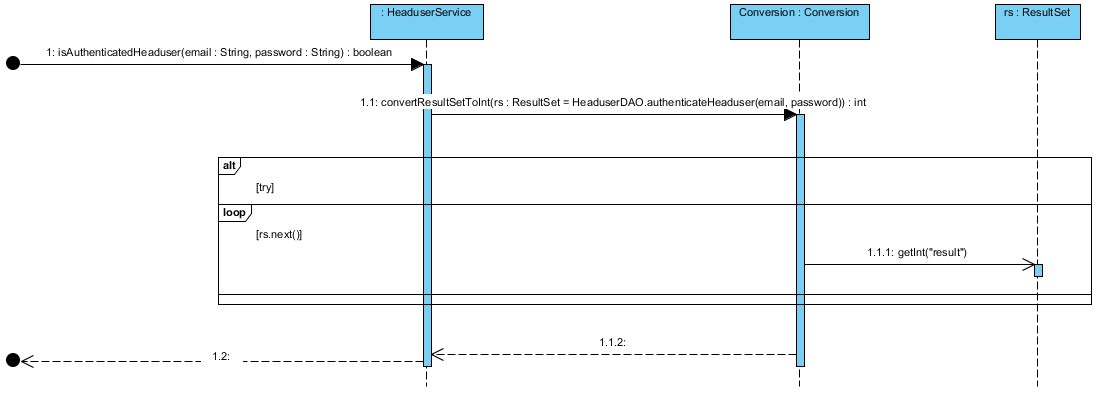 : HeaduserService
Conversion : Conversion
rs : ResultSet
1: isAuthenticatedHeaduser(email : String, password : String) : boolean
1.1: convertResultSetToInt(rs : ResultSet = HeaduserDAO.authenticateHeaduser(email, password)) : int
alt
[try]
loop
[rs.next()]
1.1.1: getInt("result")
1.1.2:
1.2: